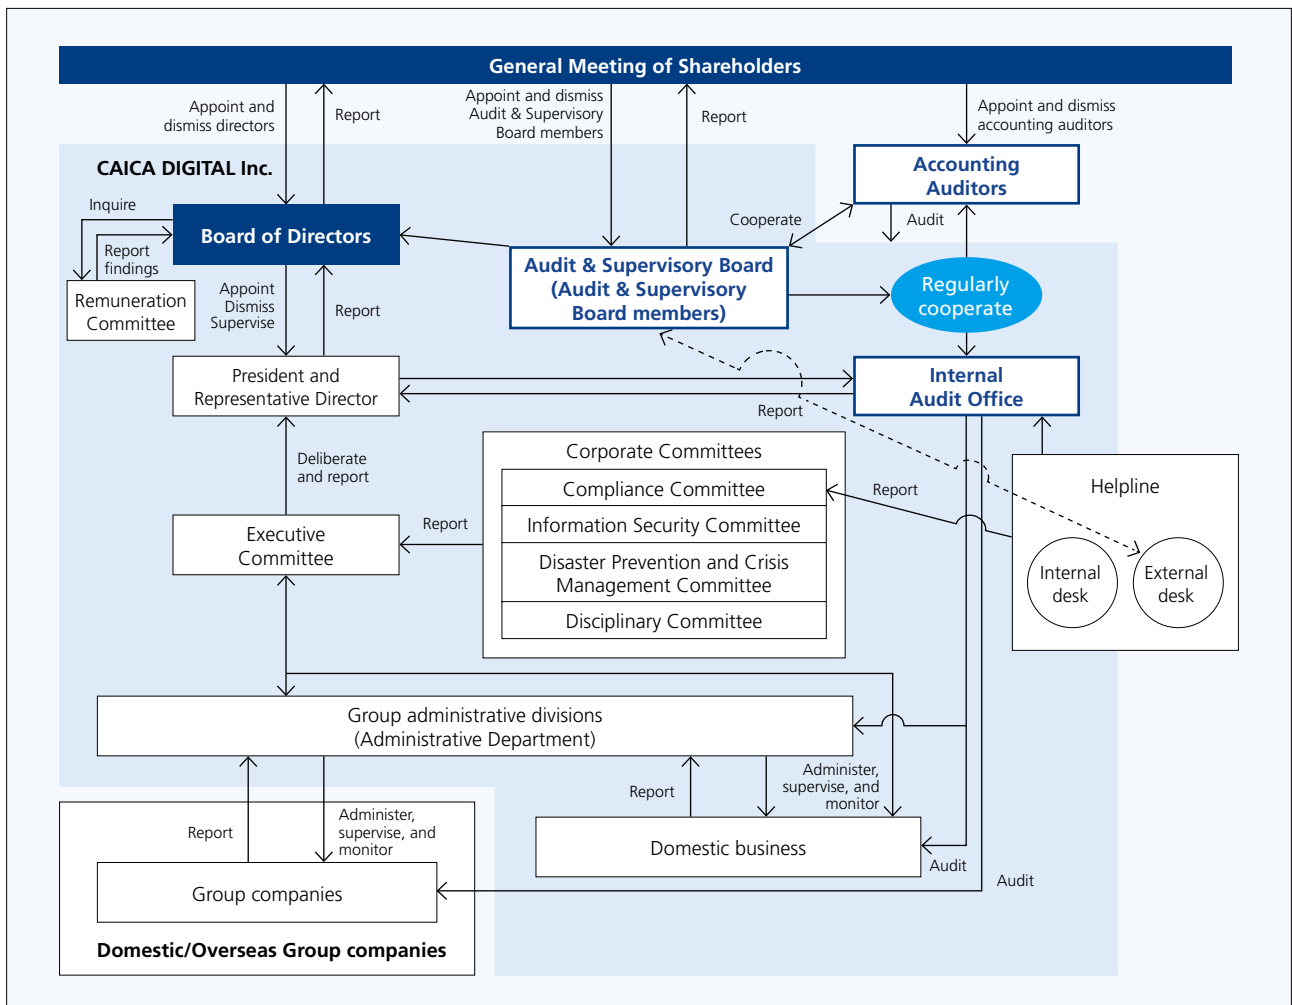 General Meeting of Shareholders
Appoint and
dismiss directors
Report
Appoint and dismiss
Audit & Supervisory
Board members
Report
Appoint and dismiss
accounting auditors
CAICA DIGITAL Inc.
Accounting
Auditors
Inquire
Board of Directors
Cooperate
Audit
Report
findings
Audit & Supervisory Board
(Audit & Supervisory
Board members)
Regularly
cooperate
Remuneration
Committee
Appoint
Dismiss
Supervise
Report
President and
Representative Director
Internal
Audit Office
Report
Deliberate
and report
Corporate Committees
Compliance Committee
Information Security Committee
Disaster Prevention and Crisis
Management Committee
Disciplinary Committee
Report
Helpline
Internal
desk
External
desk
Executive
Committee
Report
Group administrative divisions
(Administrative Department)
Report
Administer,
supervise, and
monitor
Report
Administer,
supervise, and
monitor
Domestic business
Audit
Audit
Group companies
Domestic/Overseas Group companies